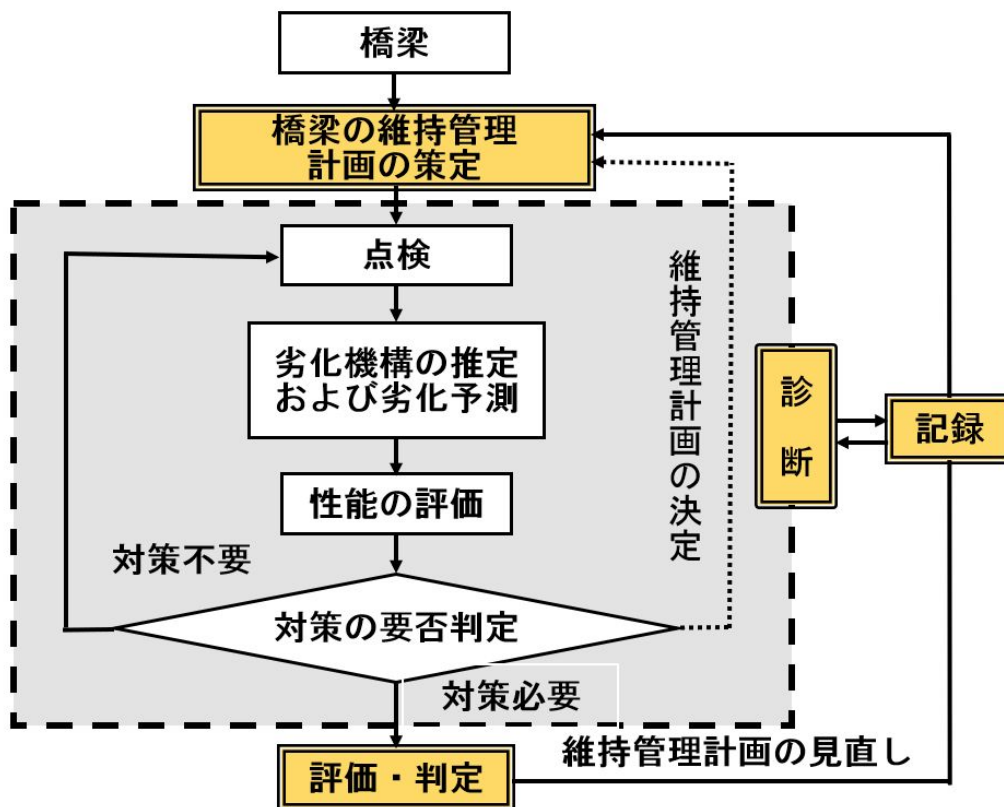 橋梁
橋梁の維持管理
計画の策定
点検
劣化機構の推定
および劣化予測
性能の評価
対策不要
対策の要否判定
対策必要
評価・判定
維持管理計画の決定
診断
記録
維持管理計画の見直し